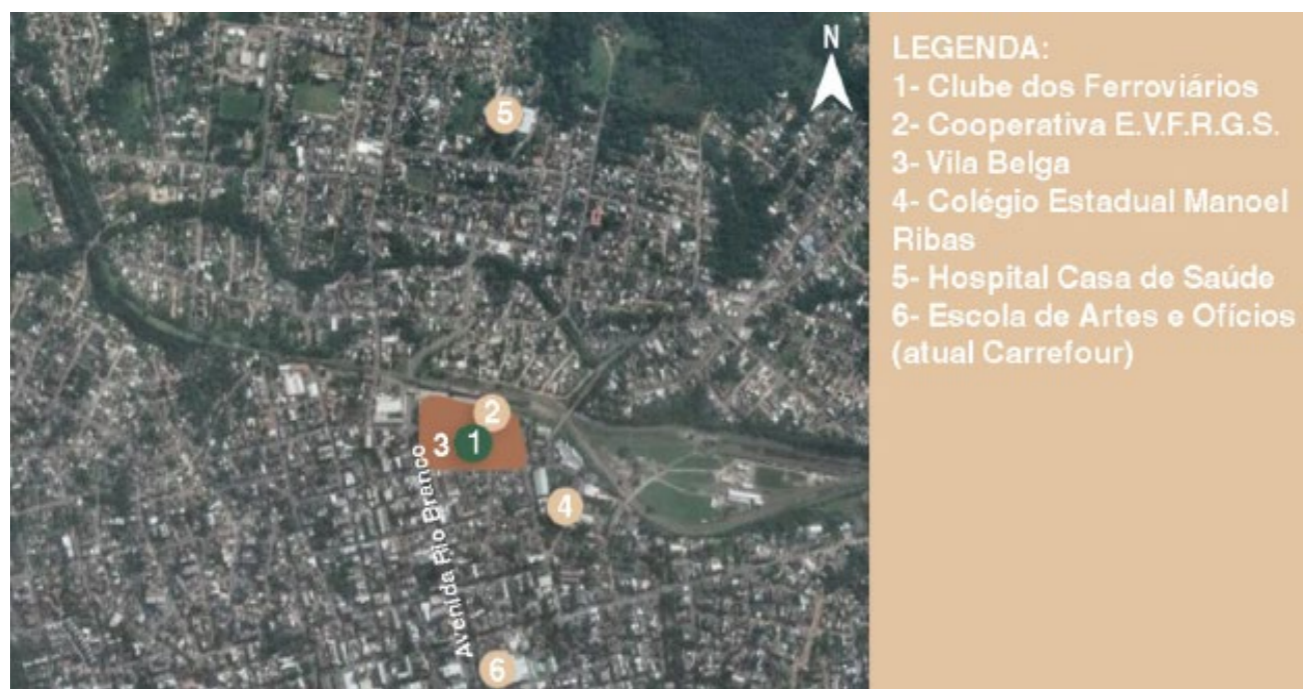 N
5
2
3
1
4
Avenida Rio Branco
6
LEGENDA:
1- Clube dos Ferroviários
2- Cooperativa E.V.F.R.G.S.
3- Vila Belga
4- Colégio Estadual Manoel
Ribas
5- Hospital Casa de Saúde
6- Escola de Artes e Ofícios
(atual Carrefour)